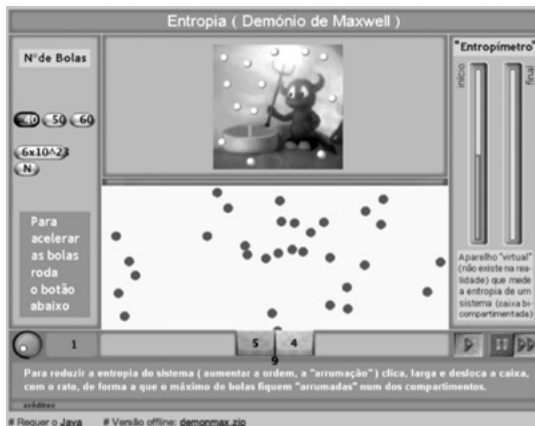 Entropia ( Demónio de Maxwell )
N°de Bolas
40 50 60
6x10^23
N
Para
acelerar
as bolas
roda
o botão
abaixo
"Entropímetro"
início
final
Aparelho "virtual"
(não existe na rea-
lidade) que mede
a entropia de um
sistema (caixa bi-
compartimentada)
1
5 4
9
Para reduzir a entropia do sistema ( aumentar a ordem, a "arrumação" ) clica, larga e desloca a caixa,
com o rato, de forma a que o máximo de bolas fiquem "arrumadas" num dos compartimentos.
créditos
# Requer o Java # Versão offline: demonmax.zip